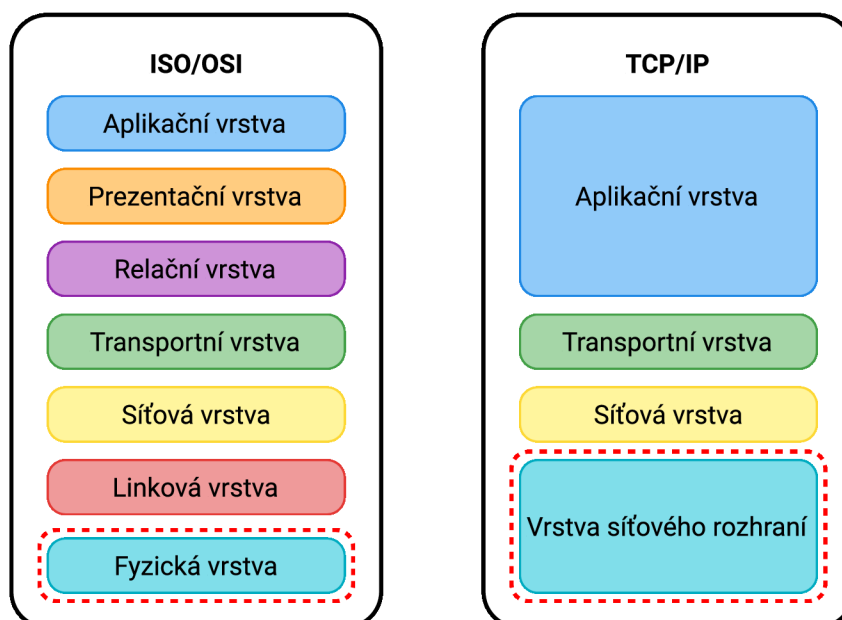 ISO/OSI
Aplikační vrstva
Prezentační vrstva
Relační vrstva
Transportní vrstva
Síťová vrstva
Linková vrstva
Fyzická vrstva
TCP/IP
Aplikační vrstva
Transportní vrstva
Síťová vrstva
Vrstva síťového rozhraní